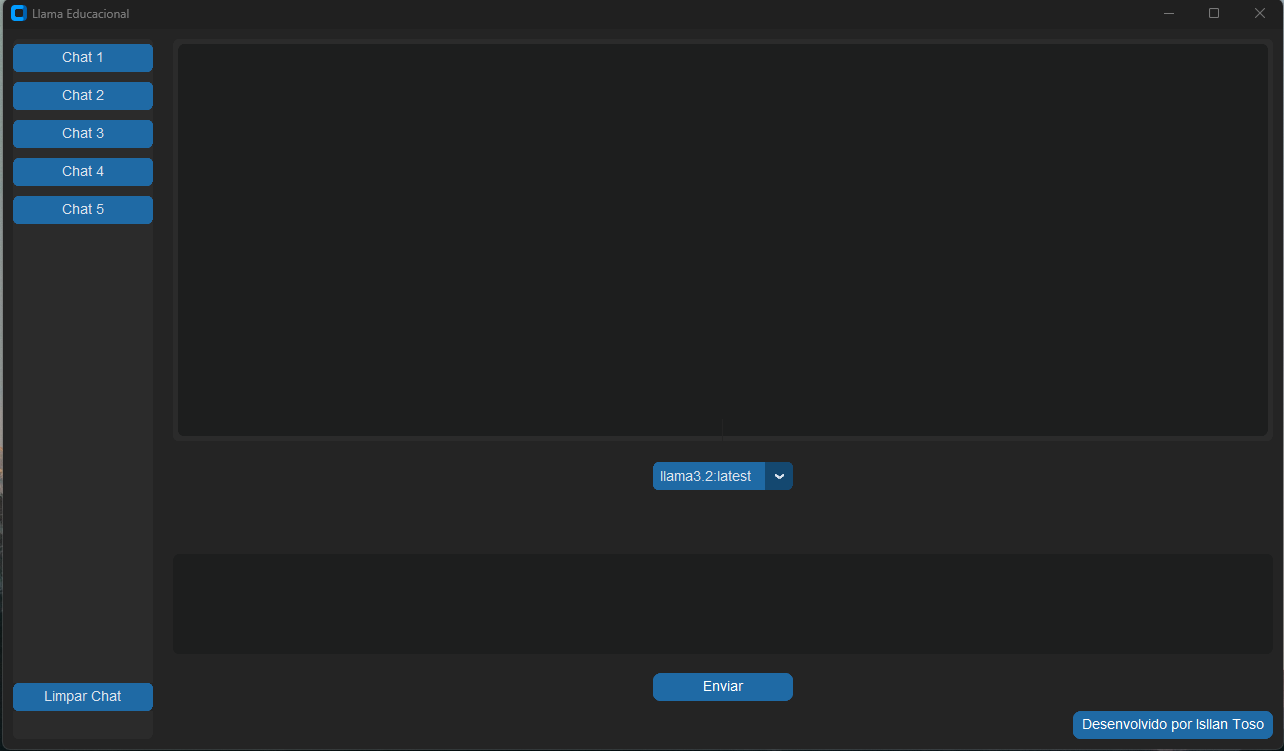 Llama Educacional
Chat 1
Chat 2
Chat 3
Chat 4
Chat 5
llama3.2:latest
Enviar
Limpar Chat
Desenvolvido por Isllan Toso